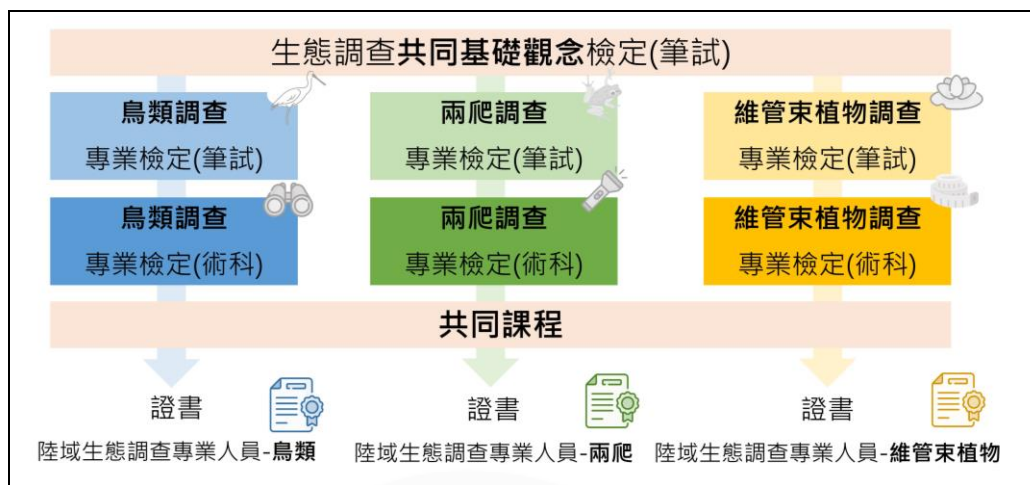 生態調查共同基礎觀念檢定(筆試)
鳥類調查
專業檢定(筆試)
兩爬調查
專業檢定(筆試)
維管束植物調查
專業檢定(筆試)
鳥類調查
專業檢定(術科)
兩爬調查
專業檢定(術科)
維管束植物調查
專業檢定(術科)
共同課程
證書
陸域生態調查專業人員-鳥類
證書
陸域生態調查專業人員-兩爬
證書
陸域生態調查專業人員-維管束植物